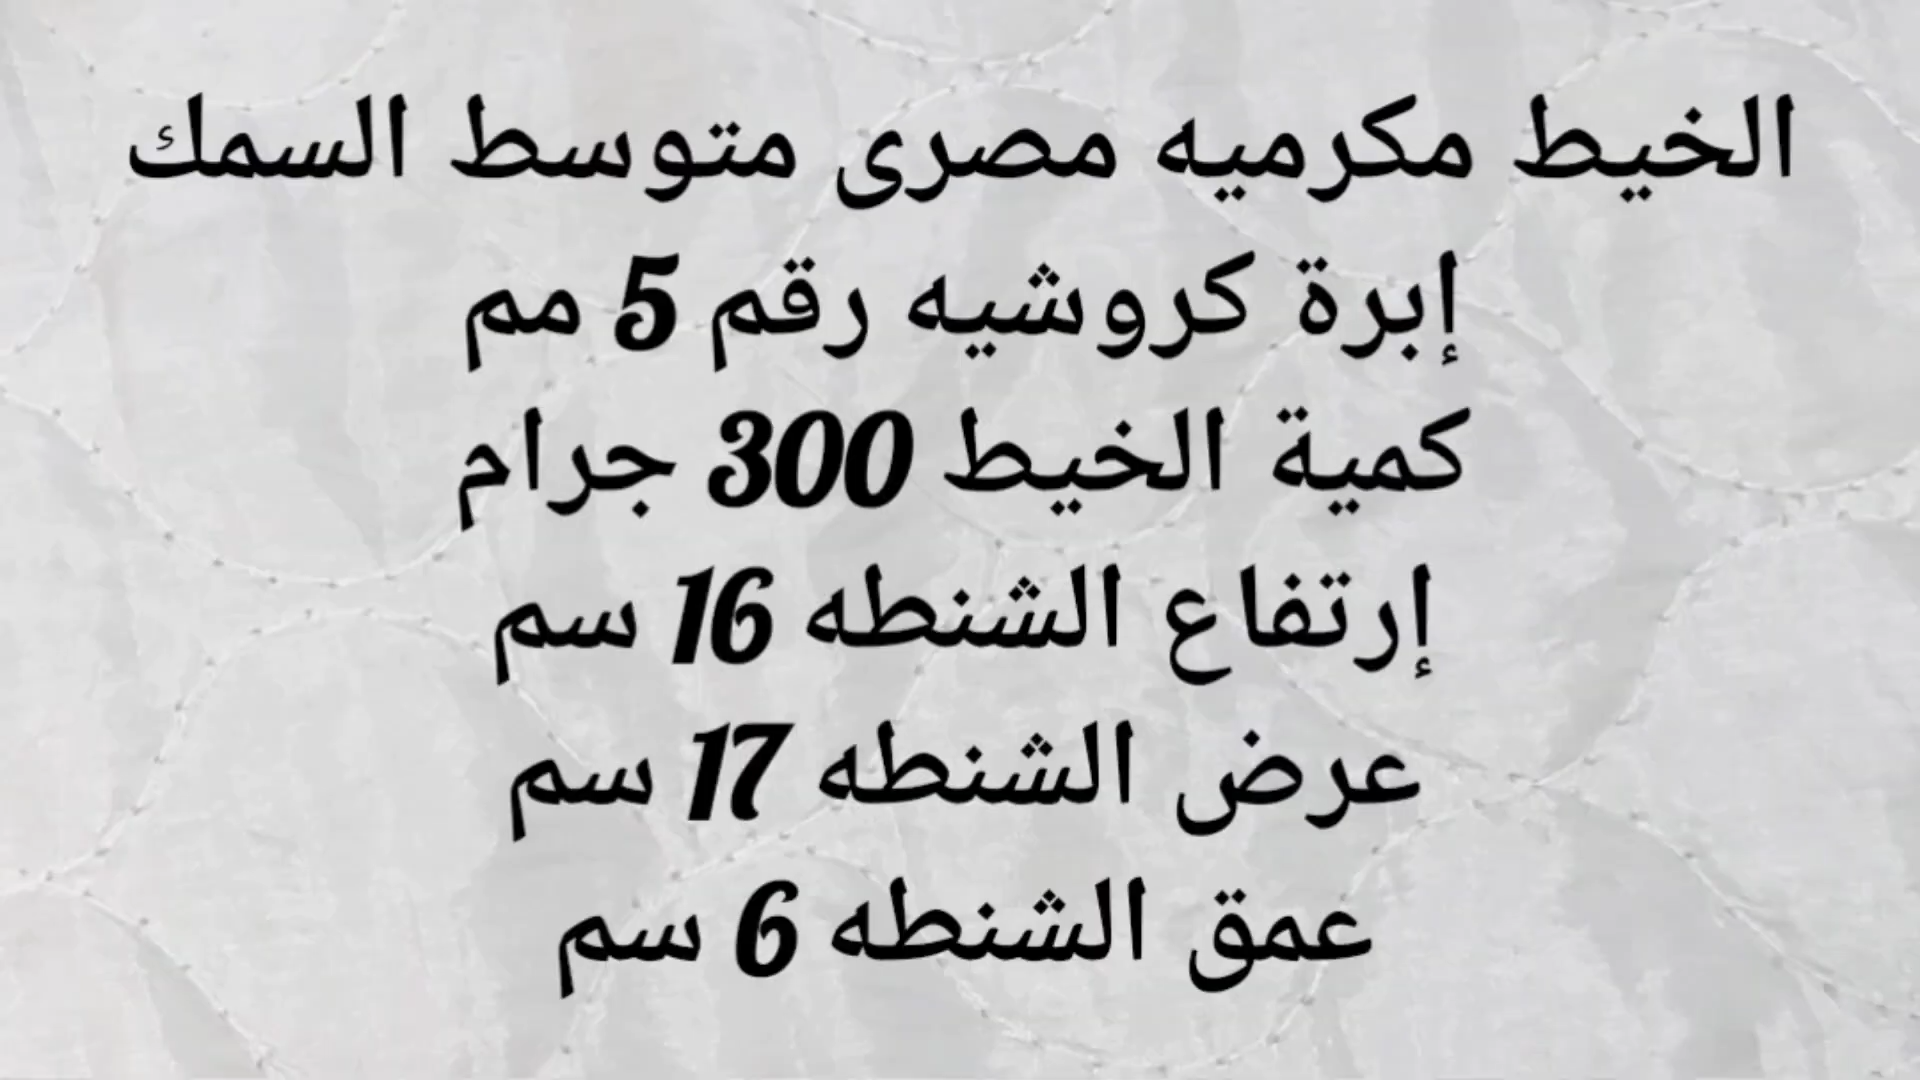 الخيط مكرميه مصرى متوسط السمك
إبرة كروشيه رقم 5 مم
كمية الخيط 300 جرام
إرتفاع الشنطه 16 سم
عرض الشنطه 17 سم
عمق الشنطه 6 سم